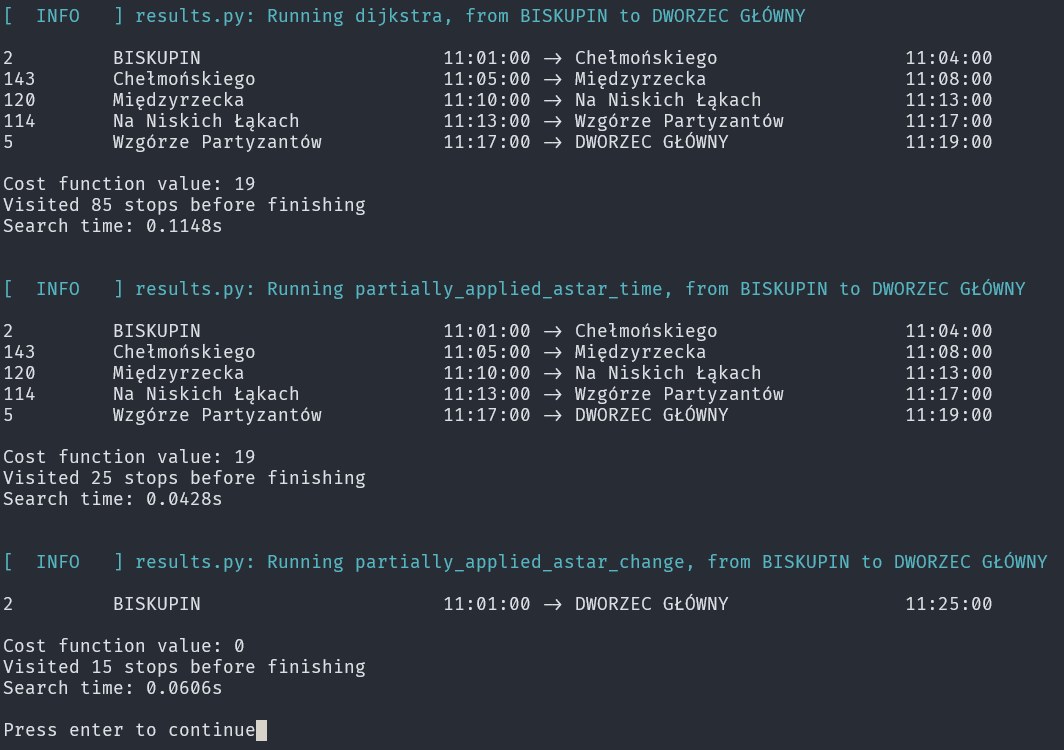 [  INFO   ] results.py: Running dijkstra, from BISKUPIN to DWORZEC GŁÓWNY
2         BISKUPIN                      11:01:00 → Chełmońskiego                 11:04:00
143       Chełmońskiego                 11:05:00 → Międzyrzecka                  11:08:00
120       Międzyrzecka                  11:10:00 → Na Niskich Łąkach             11:13:00
114       Na Niskich Łąkach             11:13:00 → Wzgórze Partyzantów           11:17:00
5         Wzgórze Partyzantów           11:17:00 → DWORZEC GŁÓWNY                11:19:00
Cost function value: 19
Visited 85 stops before finishing
Search time: 0.1148s
[  INFO   ] results.py: Running partially_applied_astar_time, from BISKUPIN to DWORZEC GŁÓWNY
2         BISKUPIN                      11:01:00 → Chełmońskiego                 11:04:00
143       Chełmońskiego                 11:05:00 → Międzyrzecka                  11:08:00
120       Międzyrzecka                  11:10:00 → Na Niskich Łąkach             11:13:00
114       Na Niskich Łąkach             11:13:00 → Wzgórze Partyzantów           11:17:00
5         Wzgórze Partyzantów           11:17:00 → DWORZEC GŁÓWNY                11:19:00
Cost function value: 19
Visited 25 stops before finishing
Search time: 0.0428s
[  INFO   ] results.py: Running partially_applied_astar_change, from BISKUPIN to DWORZEC GŁÓWNY
2         BISKUPIN                      11:01:00 → DWORZEC GŁÓWNY                11:25:00
Cost function value: 0
Visited 15 stops before finishing
Search time: 0.0606s
Press enter to continue